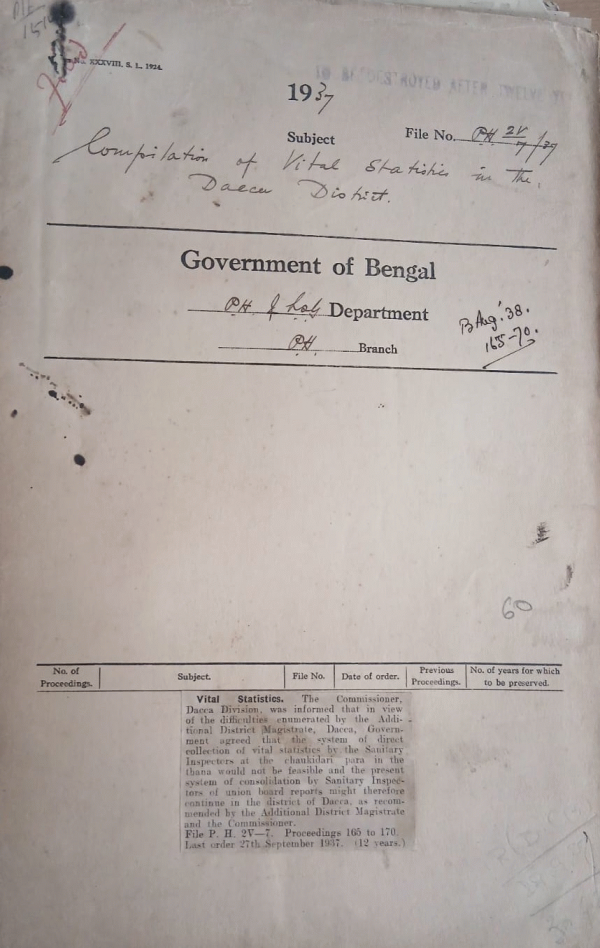 XXXVIII, S. I., 1924.
TO BE DESTROYED AFTER TWELVE
1937
Subject File No. P.H. 2V/7/37
Compilation of Vital Statistics in the
Dacca District.
Government of Bengal
P.H. & L.S.G. Department
P.H. Branch
B Aug '38.
165-70.
60
No. of Proceedings. Subject. File No. Date of order. Previous Proceedings. No. of years for which to be preserved.
Vital Statistics. The Commissioner,
Dacca Division, was informed that in view
of the difficulties enumerated by the Addi-
tional District Magistrate, Dacca, Govern-
ment agreed that the system of direct
collection of vital statistics by the Sanitary
Inspectors at the chaukidari para in the
thana would not be feasible and the present
system of consolidation by Sanitary Inspec-
tors of union board reports might therefore
continue in the district of Dacca, as recom-
mended by the Additional District Magistrate
and the Commissioner.
File P. H. 2V—7. Proceedings 165 to 170.
Last order 27th September 1937. (12 years.)